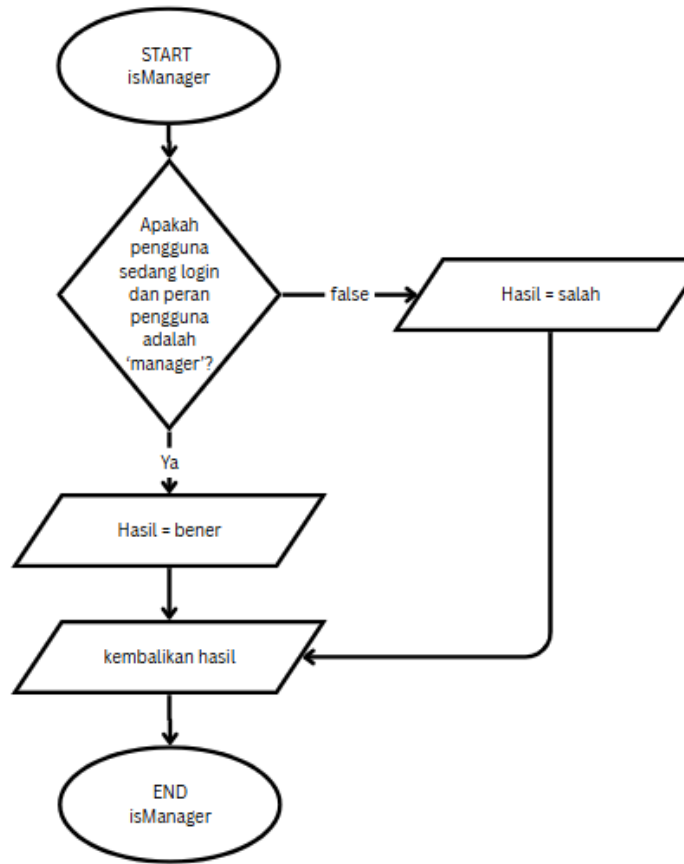 START
isManager
Apakah
pengguna
sedang login
dan peran
pengguna
adalah
‘manager’?
false
Hasil = salah
Ya
Hasil = bener
kembalikan hasil
END
isManager